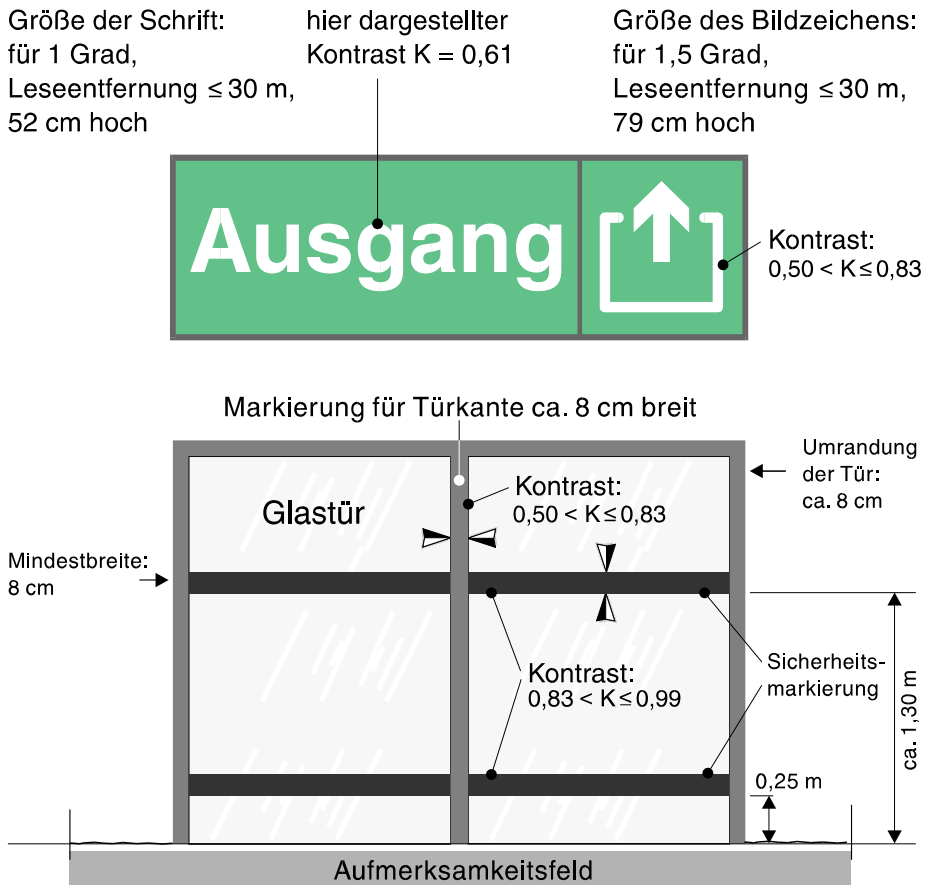 Größe der Schrift:
für 1 Grad,
Leseentfernung ≤ 30 m,
52 cm hoch
hier dargestellter
Kontrast K = 0,61
Größe des Bildzeichens:
für 1,5 Grad,
Leseentfernung ≤ 30 m,
79 cm hoch
Ausgang
Kontrast:
0,50 < K ≤ 0,83
Markierung für Türkante ca. 8 cm breit
Umrandung
der Tür:
ca. 8 cm
Glastür
Kontrast:
0,50 < K ≤ 0,83
Mindestbreite:
8 cm
Kontrast:
0,83 < K ≤ 0,99
Sicherheits-
markierung
ca. 1,30 m
0,25 m
Aufmerksamkeitsfeld